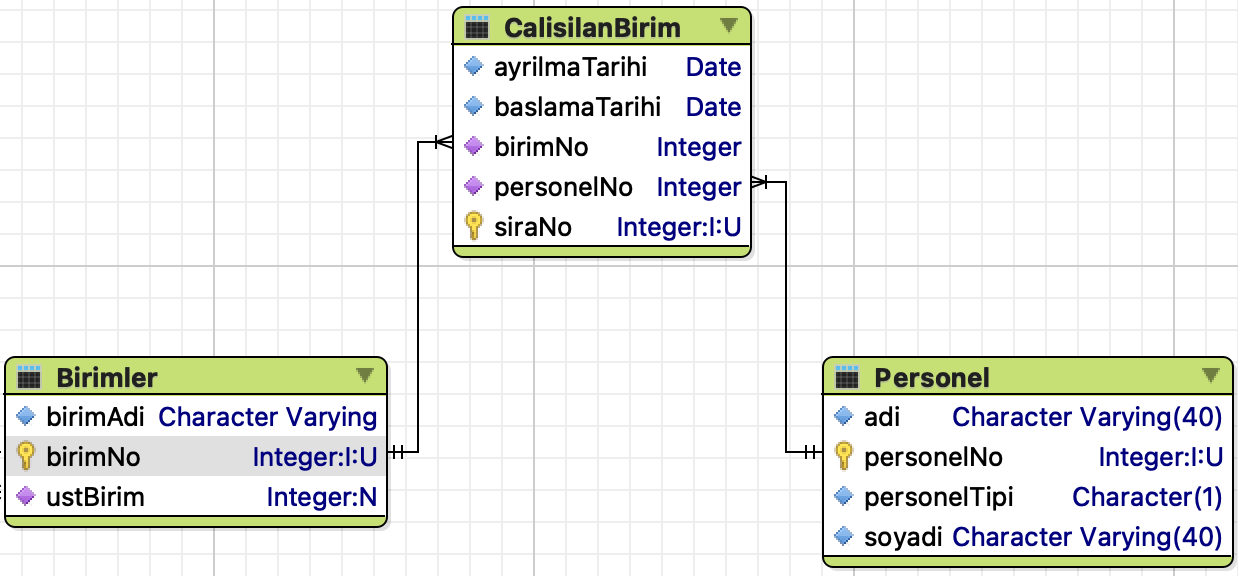 CalisilanBirim
ayrilmaTarihi Date
baslamaTarihi Date
birimNo Integer
personelNo Integer
siraNo Integer:I:U
Birimler
birimAdi Character Varying
birimNo Integer:I:U
ustBirim Integer:N
Personel
adi Character Varying(40)
personelNo Integer:I:U
personelTipi Character(1)
soyadi Character Varying(40)